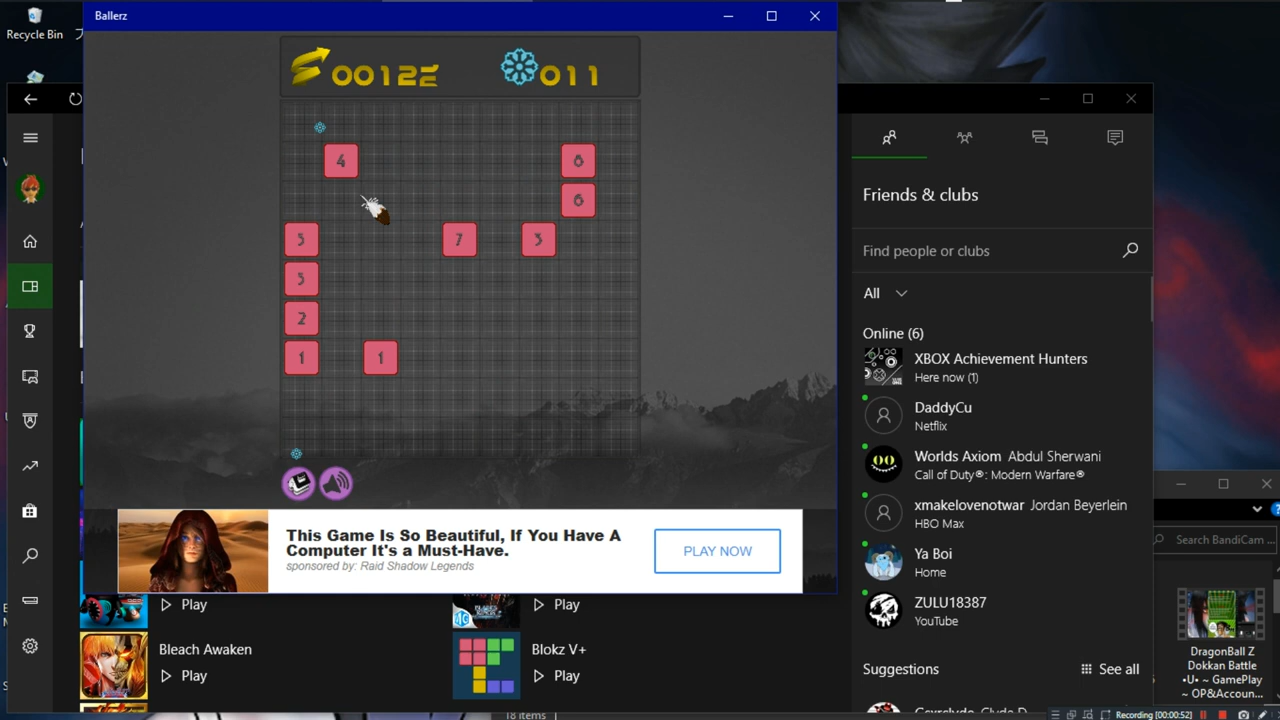 Recycle Bin
Ballerz
011
4
6
6
5
7
3
5
2
1
1
This Game Is So Beautiful, If You Have A
Computer It's a Must-Have.
sponsored by: Raid Shadow Legends
PLAY NOW
Play
Play
Bleach Awaken
Play
Blokz V+
Play
Friends & clubs
Find people or clubs
All
Online (6)
XBOX Achievement Hunters
Here now (1)
DaddyCu
Netflix
Worlds Axiom Abdul Sherwani
Call of Duty®: Modern Warfare®
xmakelovenotwar Jordan Beyerlein
HBO Max
Ya Boi
Home
ZULU18387
YouTube
Suggestions
See all
Search BandiCam ...
DragonBall Z
Dokkan Battle
•U• ~ GamePlay
~ OP&Accoun...
18 items
Recording [00:00:52]